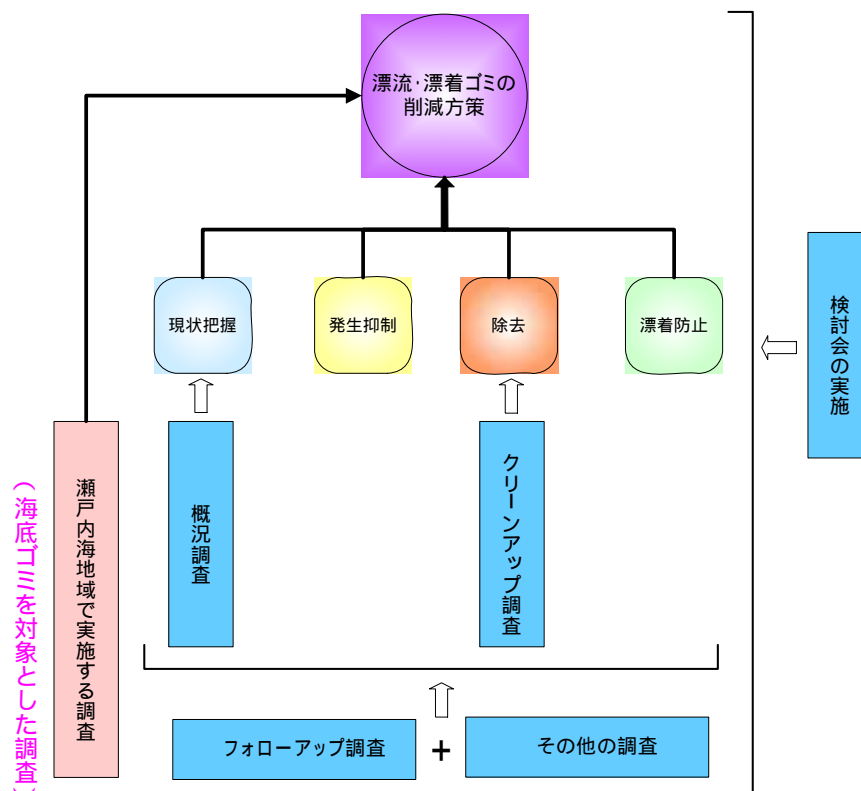 漂流・漂着ゴミの
削減方策
現状把握
発生抑制
除去
漂着防止
検討会の実施
概況調査
クリーンアップ調査
瀬戸内海地域で実施する調査
(海底ゴミを対象とした調査)
フォローアップ調査
+
その他の調査